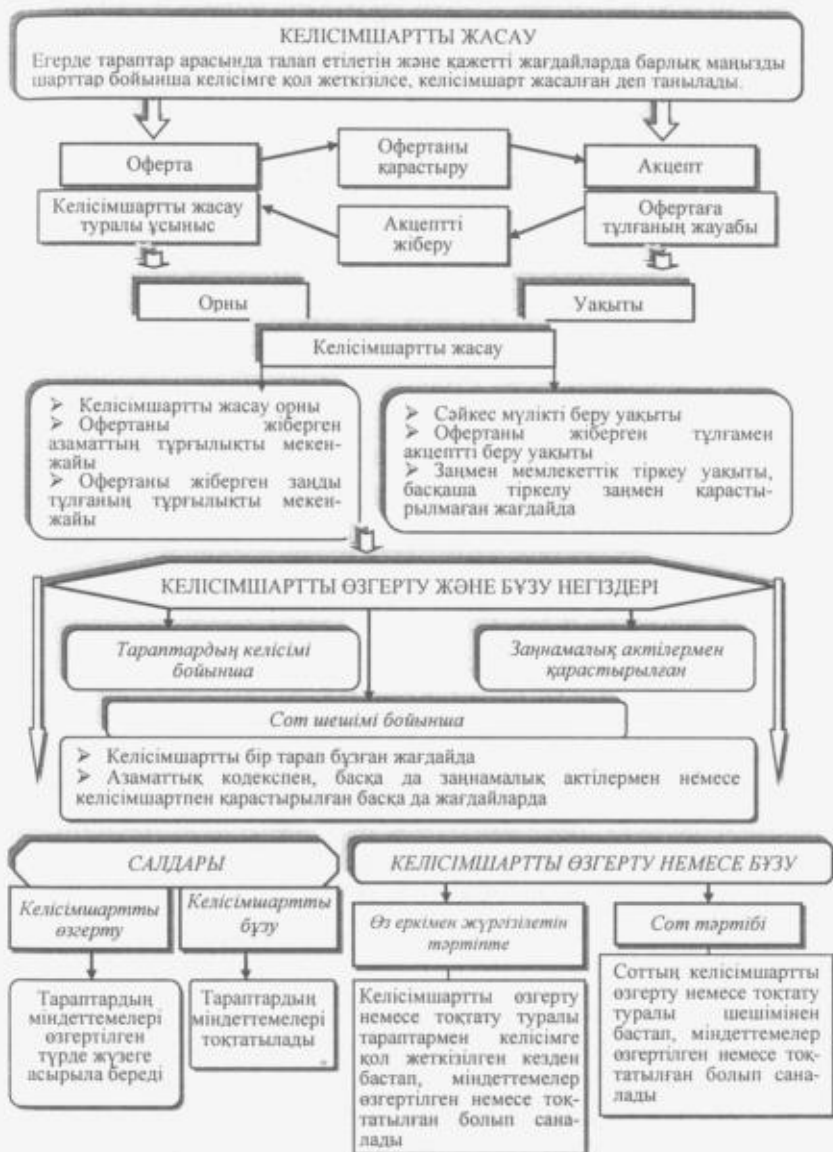 КЕЛІСІМШАРТТЫ ЖАСАУ
Егерде тараптар арасында талап етілетін және қажетті жағдайларда барлық маңызды
шарттар бойынша келісімге қол жеткізілсе, келісімшарт жасалған деп танылады.
Оферта
Офертаны
қарастыру
Акцепт
Келісімшартты жасау
туралы ұсыныс
Акцептті
жіберу
Офертаға
тұлғаның жауабы
Орны
Уақыты
Келісімшартты жасау
➢ Келісімшартты жасау орны
➢ Офертаны жіберген
азаматтың тұрғылықты мекен-
жайы
➢ Офертаны жіберген заңды
тұлғаның тұрғылықты мекен-
жайы
➢ Сәйкес мүлікті беру уақыты
➢ Офертаны жіберген тұлғамен
акцептті беру уақыты
➢ Заңмен мемлекеттік тіркеу уақыты,
басқаша тіркелу заңмен қарасты-
рылмаған жағдайда
КЕЛІСІМШАРТТЫ ӨЗГЕРТУ ЖӘНЕ БҰЗУ НЕГІЗДЕРІ
Тараптардың келісімі
бойынша
Заңнамалық актілермен
қарастырылған
Сот шешімі бойынша
➢ Келісімшартты бір тарап бұзған жағдайда
➢ Азаматтық кодекспен, басқа да заңнамалық актілермен немесе
келісімшартпен қарастырылған басқа да жағдайларда
САЛДАРЫ
Келісімшартты
өзгерту
Келісімшартты
бұзу
Тараптардың
міндеттемелері
өзгертілген
түрде жүзеге
асырыла береді
Тараптардың
міндеттемелері
тоқтатылады
КЕЛІСІМШАРТТЫ ӨЗГЕРТУ НЕМЕСЕ БҰЗУ
Өз еркімен жүргізілетін
тәртіпте
Сот тәртібі
Келісімшартты өзгерту
немесе тоқтату туралы
тараптармен келісімге
қол жеткізілген кезден
бастап, міндеттемелер
өзгертілген немесе тоқ-
татылған болып сана-
лады
Соттың келісімшартты
өзгерту немесе тоқтату
туралы шешімінен
бастап, міндеттемелер
өзгертілген немесе тоқ-
татылған болып сана-
лады